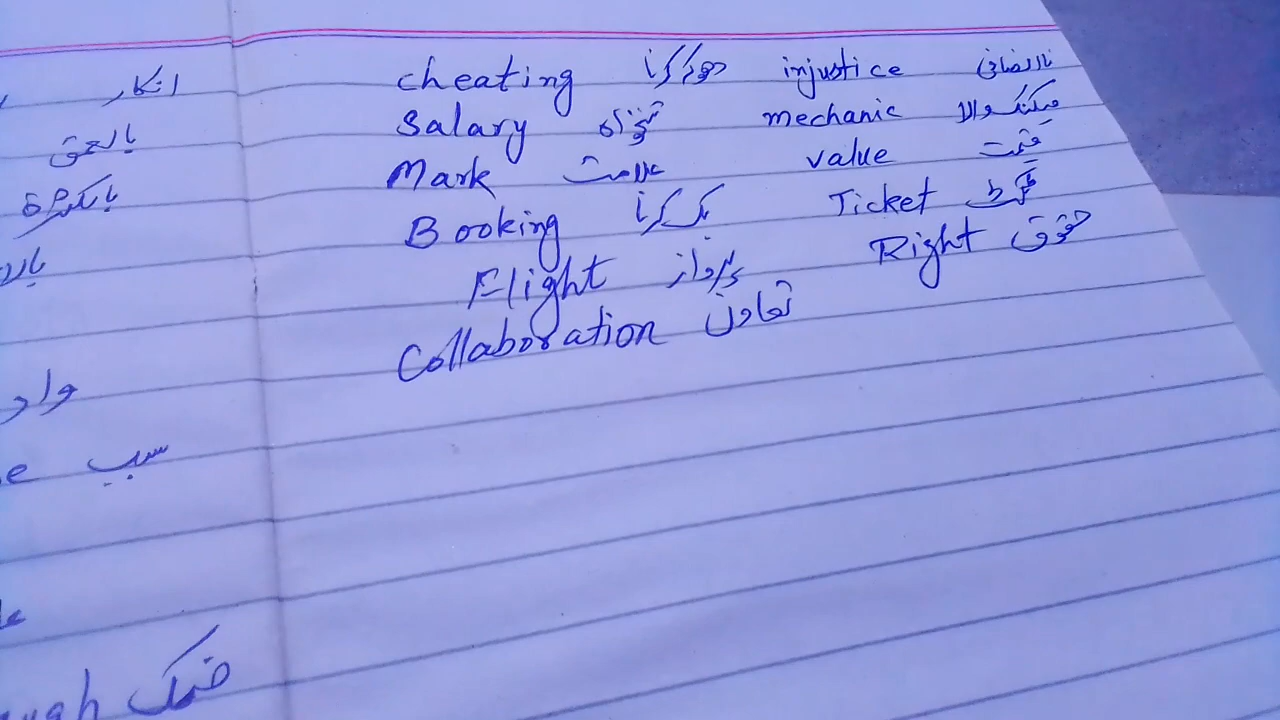 انکار cheating دھوکہ کرنا injustice ناانصافی
بالحق Salary تنخواہ mechanic میکنک والا
Mark علامت value قیمت
Booking بک کرنا Ticket ٹکٹ
Flight پرواز Right حقوق
Collaboration تعاون
سبب